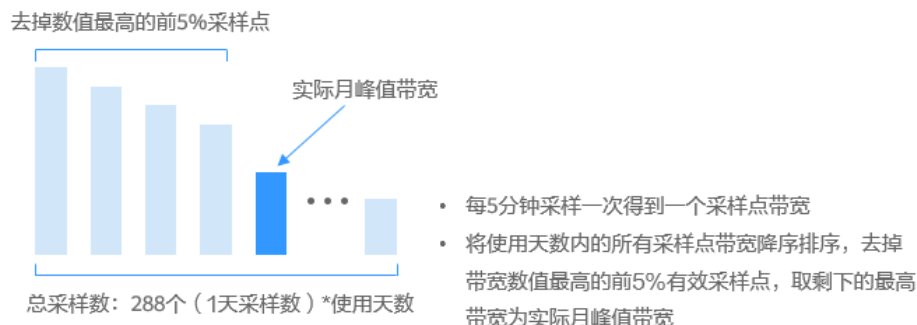 去掉数值最高的前5%采样点
实际月峰值带宽
• 每5分钟采样一次得到一个采样点带宽
• 将使用天数内的所有采样点带宽降序排序，去掉
带宽数值最高的前5%有效采样点，取剩下的最高
带宽为实际月峰值带宽
总采样数：288个（1天采样数）*使用天数